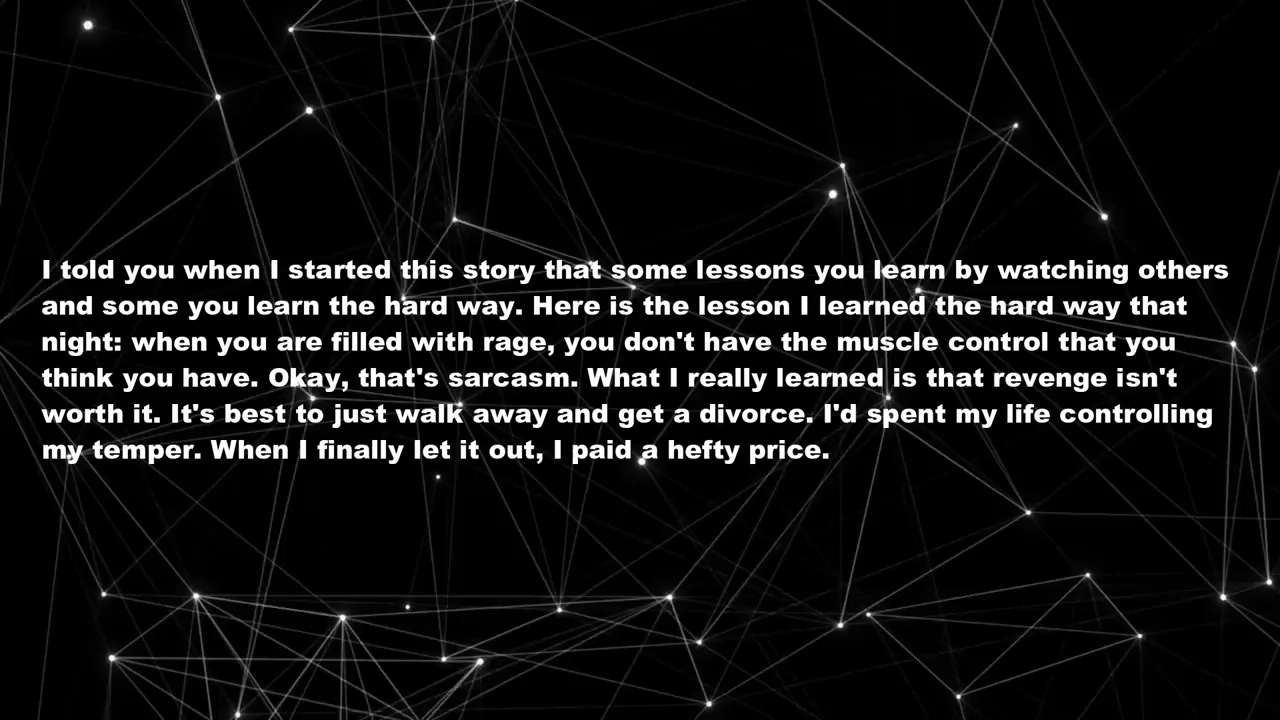 I told you when I started this story that some lessons you learn by watching others
and some you learn the hard way. Here is the lesson I learned the hard way that
night: when you are filled with rage, you don't have the muscle control that you
think you have. Okay, that's sarcasm. What I really learned is that revenge isn't
worth it. It's best to just walk away and get a divorce. I'd spent my life controlling
my temper. When I finally let it out, I paid a hefty price.